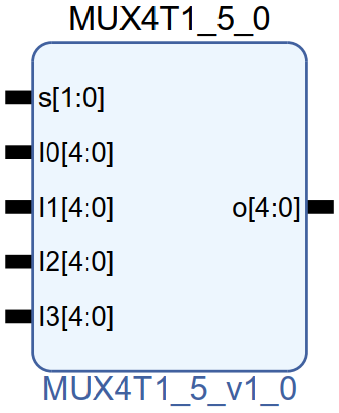 MUX4T1_5_0
s[1:0]
I0[4:0]
I1[4:0]
o[4:0]
I2[4:0]
I3[4:0]
MUX4T1_5_v1_0